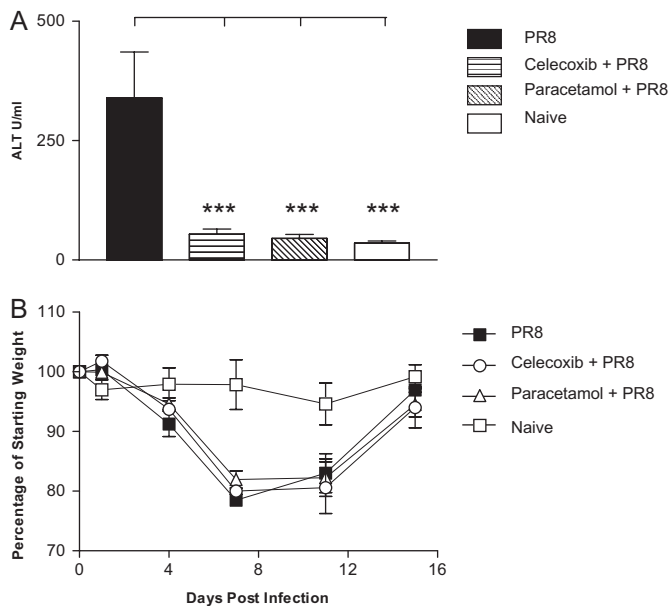 A
500
250
0
ALT U/ml
*** *** ***
PR8
Celecoxib + PR8
Paracetamol + PR8
Naive
B
110
100
90
80
70
Percentage of Starting Weight
0 4 8 12 16
Days Post Infection
PR8
Celecoxib + PR8
Paracetamol + PR8
Naive